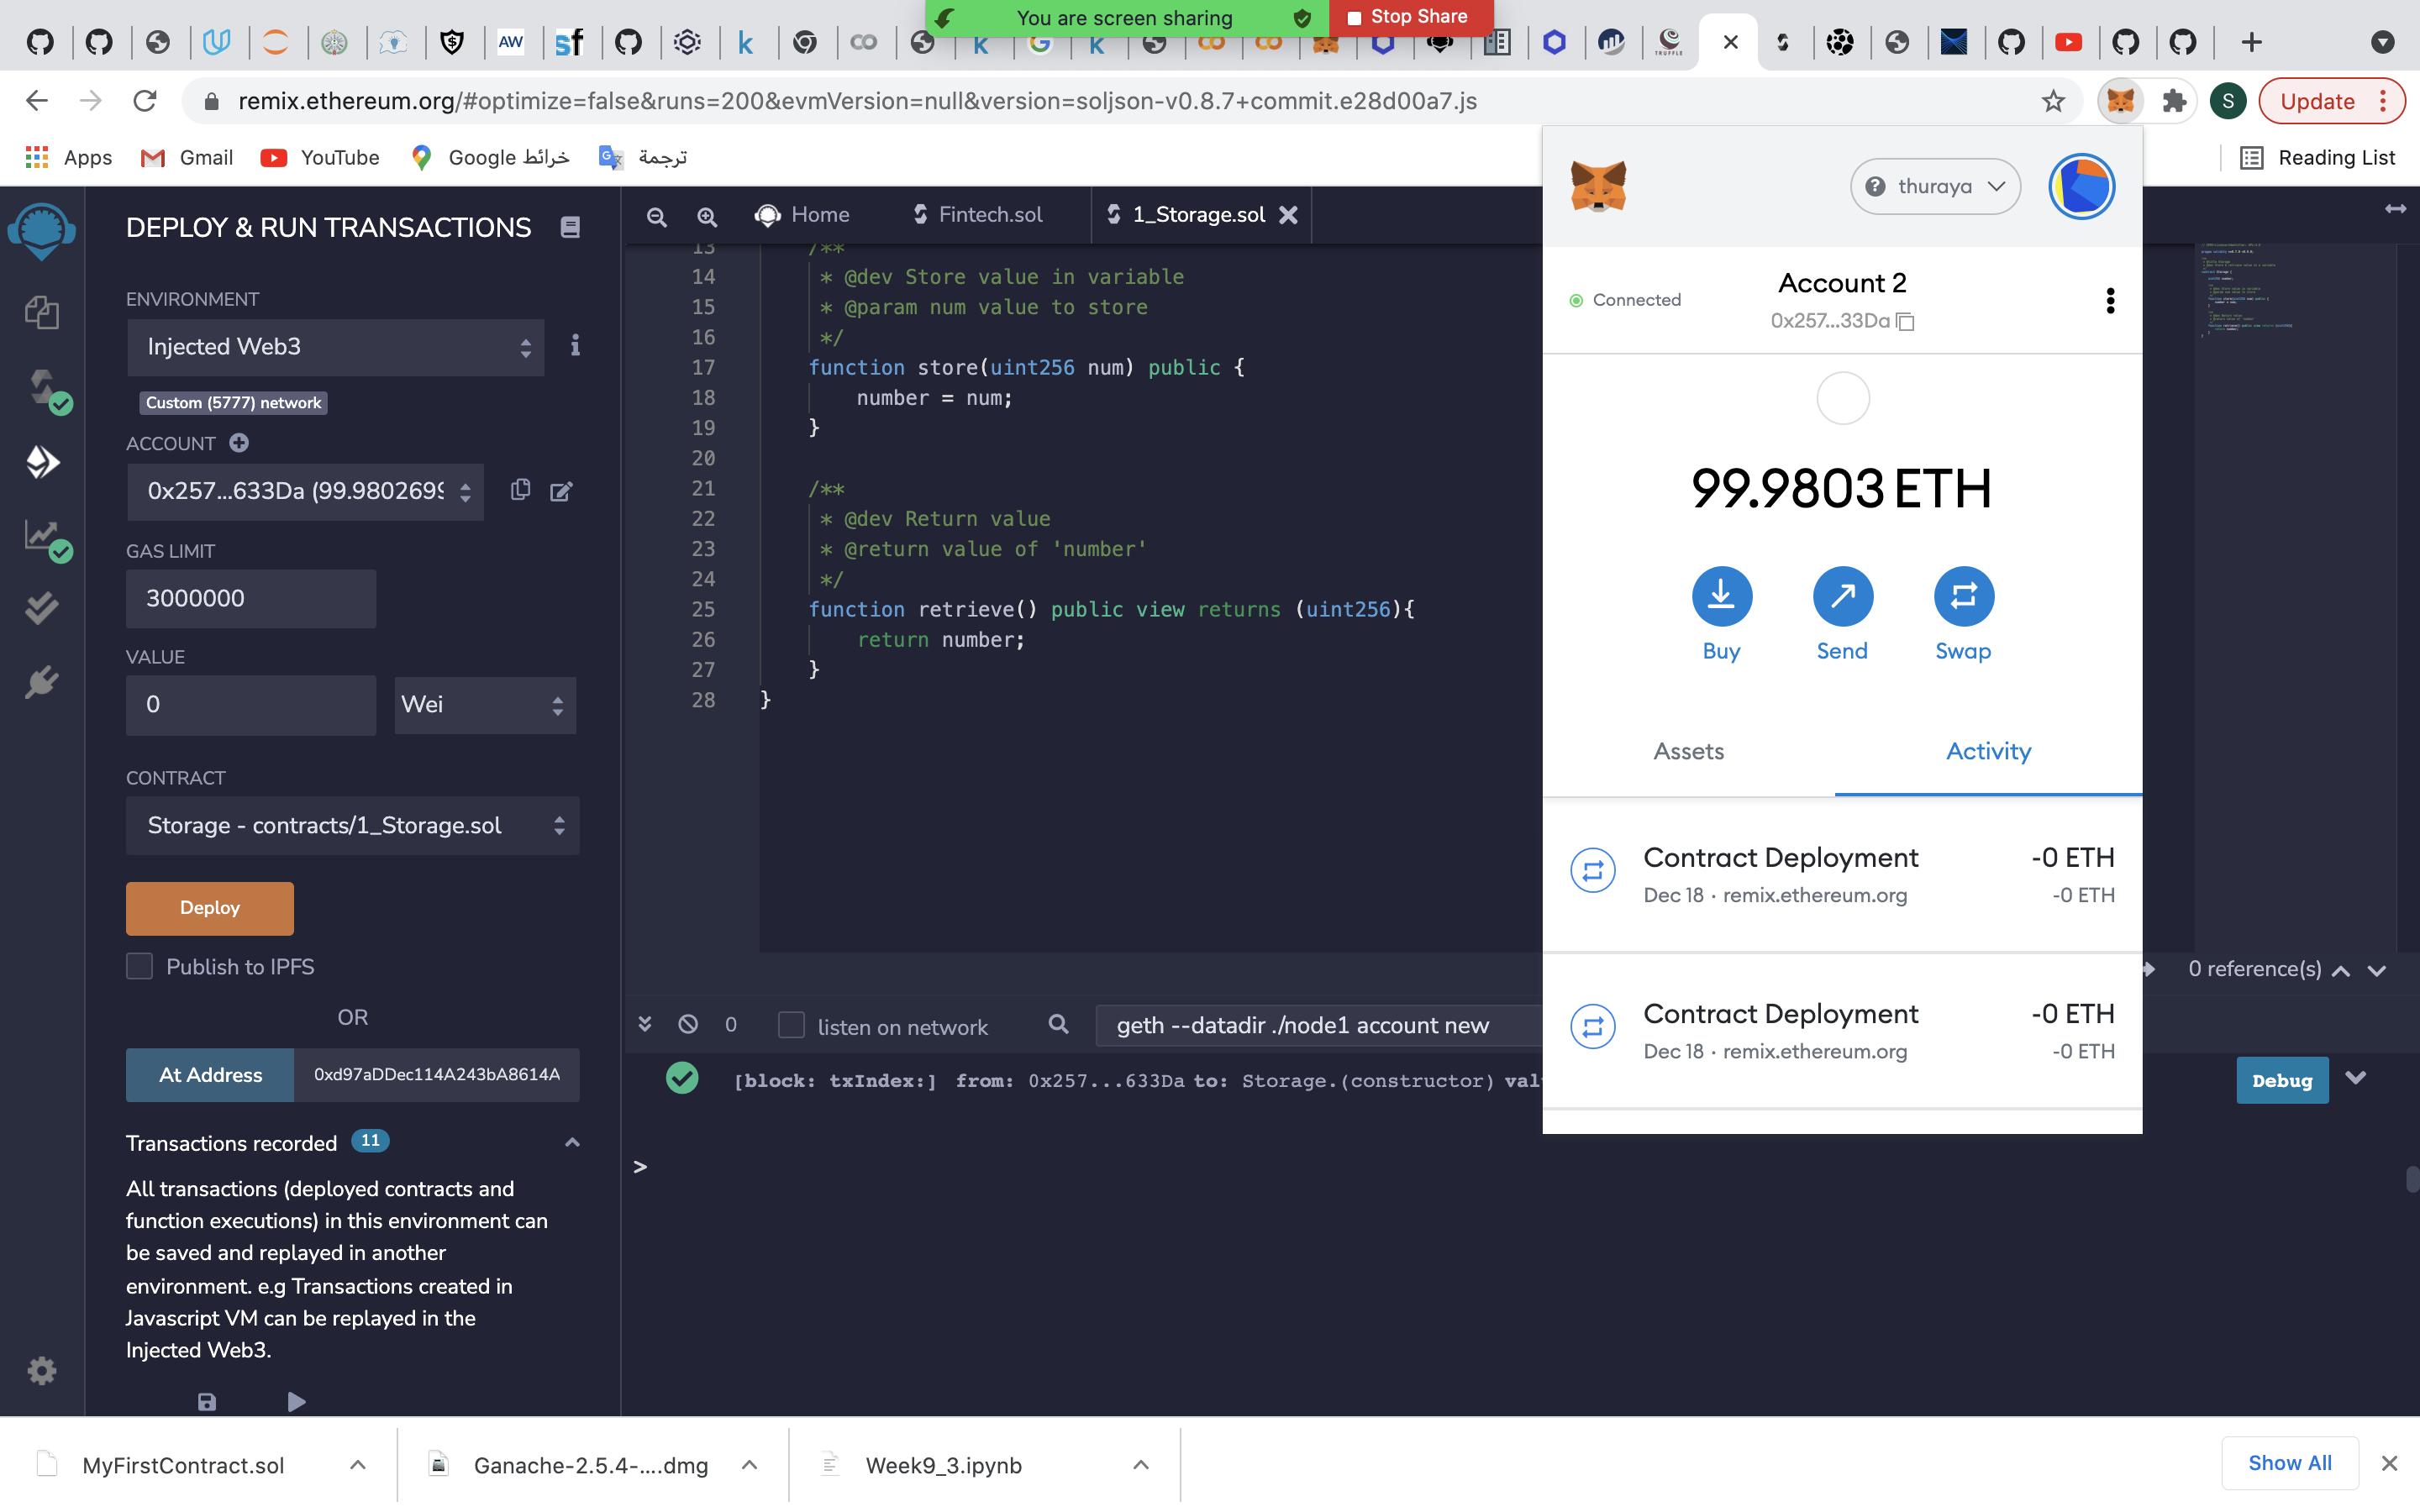 You are screen sharing
Stop Share
remix.ethereum.org/#optimize=false&runs=200&evmVersion=null&version=soljson-v0.8.7+commit.e28d00a7.js
S
Update
Apps
Gmail
YouTube
خرائط Google
ترجمة
Reading List
DEPLOY & RUN TRANSACTIONS
ENVIRONMENT
Injected Web3
Custom (5777) network
ACCOUNT
0x257...633Da (99.9802699
GAS LIMIT
3000000
VALUE
0
Wei
CONTRACT
Storage - contracts/1_Storage.sol
Deploy
Publish to IPFS
OR
At Address
0xd97aDDec114A243bA8614A
Transactions recorded 11
All transactions (deployed contracts and
function executions) in this environment can
be saved and replayed in another
environment. e.g Transactions created in
Javascript VM can be replayed in the
Injected Web3.
Home
Fintech.sol
1_Storage.sol
13 /**
14 * @dev Store value in variable
15 * @param num value to store
16 */
17 function store(uint256 num) public {
18 number = num;
19 }
20
21 /**
22 * @dev Return value
23 * @return value of 'number'
24 */
25 function retrieve() public view returns (uint256){
26 return number;
27 }
28 }
0 reference(s)
0
listen on network
geth --datadir ./node1 account new
[block: txIndex:] from: 0x257...633Da to: Storage.(constructor)
Debug
>
thuraya
Connected
Account 2
0x257...33Da
99.9803 ETH
Buy
Send
Swap
Assets
Activity
Contract Deployment
-0 ETH
Dec 18 · remix.ethereum.org
-0 ETH
Contract Deployment
-0 ETH
Dec 18 · remix.ethereum.org
-0 ETH
MyFirstContract.sol
Ganache-2.5.4-....dmg
Week9_3.ipynb
Show All